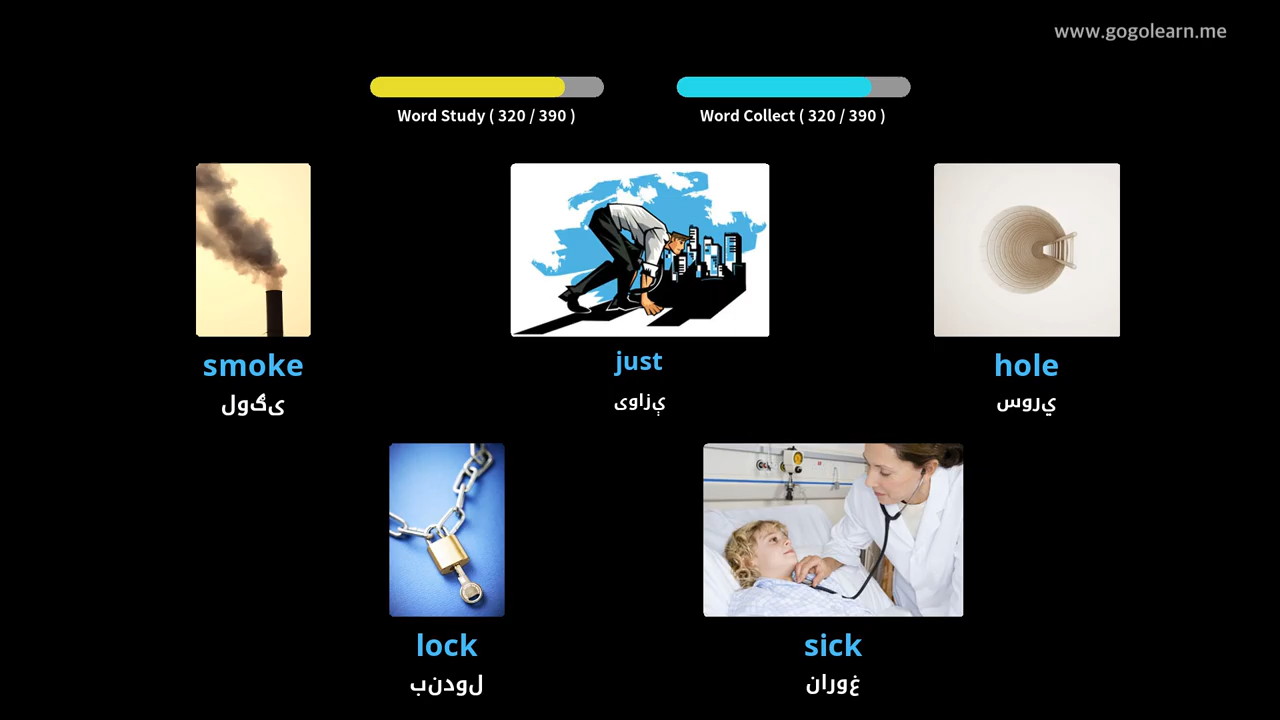 www.gogolearn.me
Word Study ( 320 / 390 )
Word Collect ( 320 / 390 )
smoke
یګول
just
ېزاوی
hole
يروس
lock
لودنب
sick
غوران